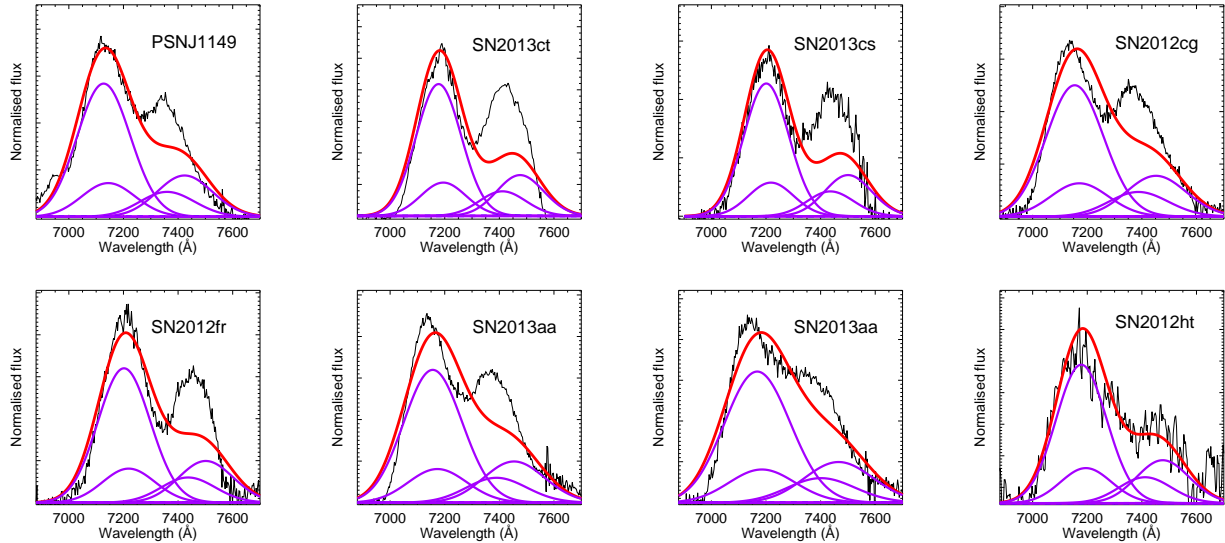 PSNJ1149
Normalised flux
7000 7200 7400 7600
Wavelength (Å)
SN2013ct
Normalised flux
7000 7200 7400 7600
Wavelength (Å)
SN2013cs
Normalised flux
7000 7200 7400 7600
Wavelength (Å)
SN2012cg
Normalised flux
7000 7200 7400 7600
Wavelength (Å)
SN2012fr
Normalised flux
7000 7200 7400 7600
Wavelength (Å)
SN2013aa
Normalised flux
7000 7200 7400 7600
Wavelength (Å)
SN2013aa
Normalised flux
7000 7200 7400 7600
Wavelength (Å)
SN2012ht
Normalised flux
7000 7200 7400 7600
Wavelength (Å)